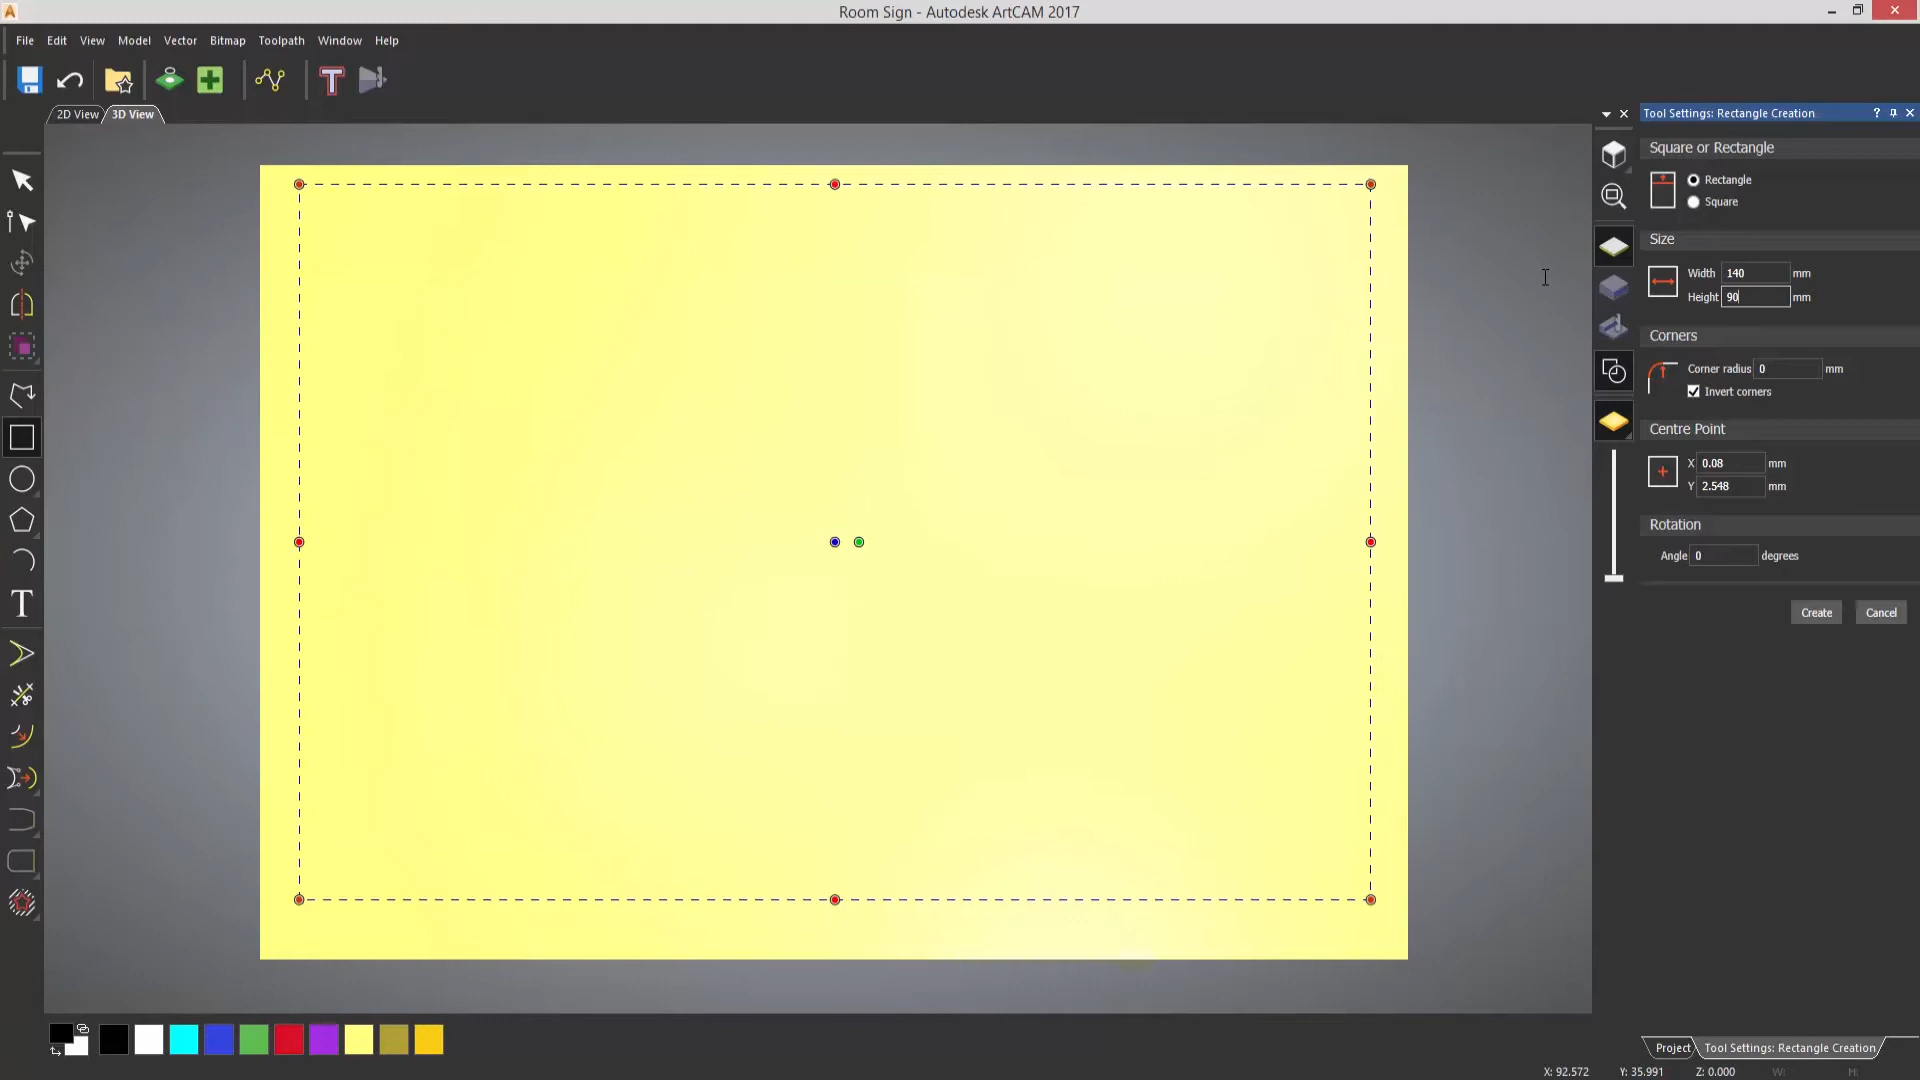 Room Sign - Autodesk ArtCAM 2017
File Edit View Model Vector Bitmap Toolpath Window Help
2D View 3D View
Tool Settings: Rectangle Creation
Square or Rectangle
Rectangle
Square
Size
Width 140 mm
Height 90 mm
Corners
Corner radius 0 mm
Invert corners
Centre Point
X 0.08 mm
Y 2.548 mm
Rotation
Angle 0 degrees
Create Cancel
Project Tool Settings: Rectangle Creation
X: 92.572 Y: 35.991 Z: 0.000 W: H: